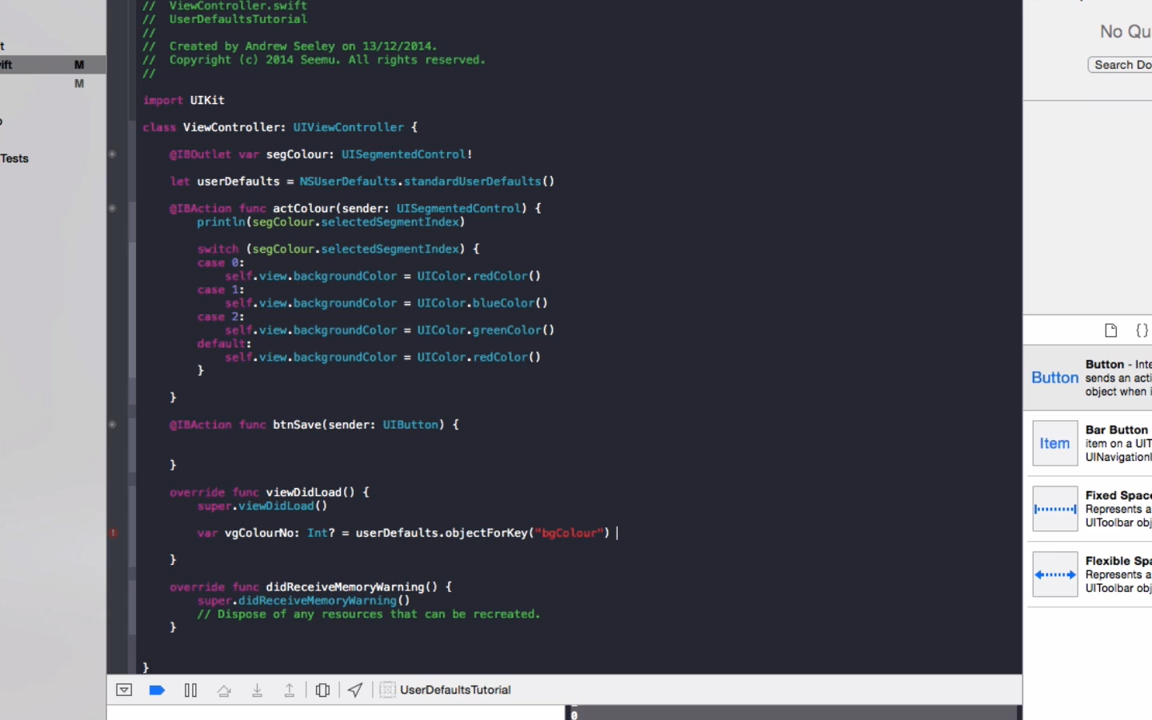 // ViewController.swift
// UserDefaultsTutorial
//
// Created by Andrew Seeley on 13/12/2014.
// Copyright (c) 2014 Seemu. All rights reserved.
//
import UIKit
class ViewController: UIViewController {
@IBOutlet var segColour: UISegmentedControl!
let userDefaults = NSUserDefaults.standardUserDefaults()
@IBAction func actColour(sender: UISegmentedControl) {
println(segColour.selectedSegmentIndex)
switch (segColour.selectedSegmentIndex) {
case 0:
self.view.backgroundColor = UIColor.redColor()
case 1:
self.view.backgroundColor = UIColor.blueColor()
case 2:
self.view.backgroundColor = UIColor.greenColor()
default:
self.view.backgroundColor = UIColor.redColor()
}
}
@IBAction func btnSave(sender: UIButton) {
}
override func viewDidLoad() {
super.viewDidLoad()
var vgColourNo: Int? = userDefaults.objectForKey("bgColour")
}
override func didReceiveMemoryWarning() {
super.didReceiveMemoryWarning()
// Dispose of any resources that can be recreated.
}
}
UserDefaultsTutorial
0
t
ift M
M
Tests
No Qu
Search Do
{}
Button
Button - Inte
sends an acti
object when i
Item
Bar Button
item on a UIT
UINavigationI
Fixed Space
Represents a
UIToolbar obj
Flexible Spa
Represents a
UIToolbar obj